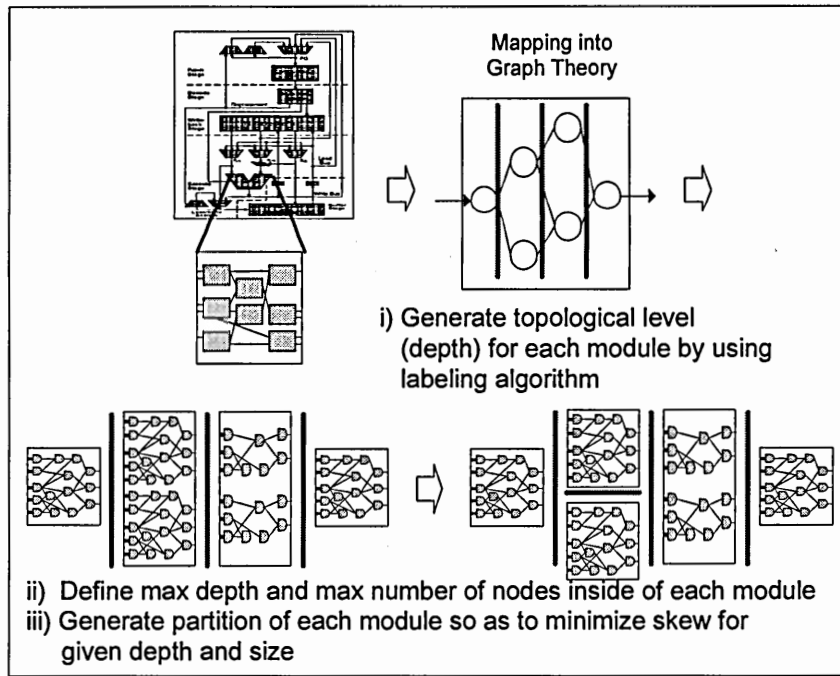 Mapping into
Graph Theory
i) Generate topological level
(depth) for each module by using
labeling algorithm
ii) Define max depth and max number of nodes inside of each module
iii) Generate partition of each module so as to minimize skew for
given depth and size